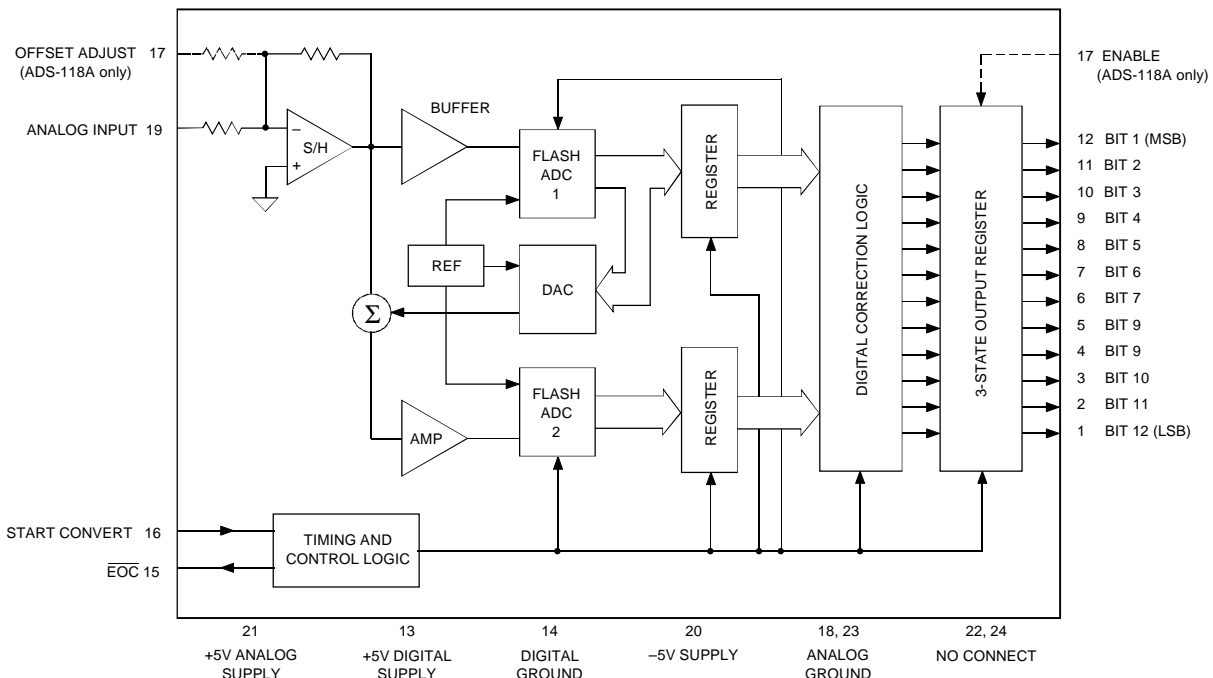 OFFSET ADJUST 17
(ADS-118A only)
ANALOG INPUT 19
S/H
–
+
BUFFER
FLASH
ADC
1
REF
DAC
Σ
AMP
FLASH
ADC
2
REGISTER
REGISTER
DIGITAL CORRECTION LOGIC
3-STATE OUTPUT REGISTER
17 ENABLE
(ADS-118A only)
12 BIT 1 (MSB)
11 BIT 2
10 BIT 3
9 BIT 4
8 BIT 5
7 BIT 6
6 BIT 7
5 BIT 9
4 BIT 9
3 BIT 10
2 BIT 11
1 BIT 12 (LSB)
START CONVERT 16
EOC 15
TIMING AND
CONTROL LOGIC
21
+5V ANALOG
SUPPLY
13
+5V DIGITAL
SUPPLY
14
DIGITAL
GROUND
20
–5V SUPPLY
18, 23
ANALOG
GROUND
22, 24
NO CONNECT